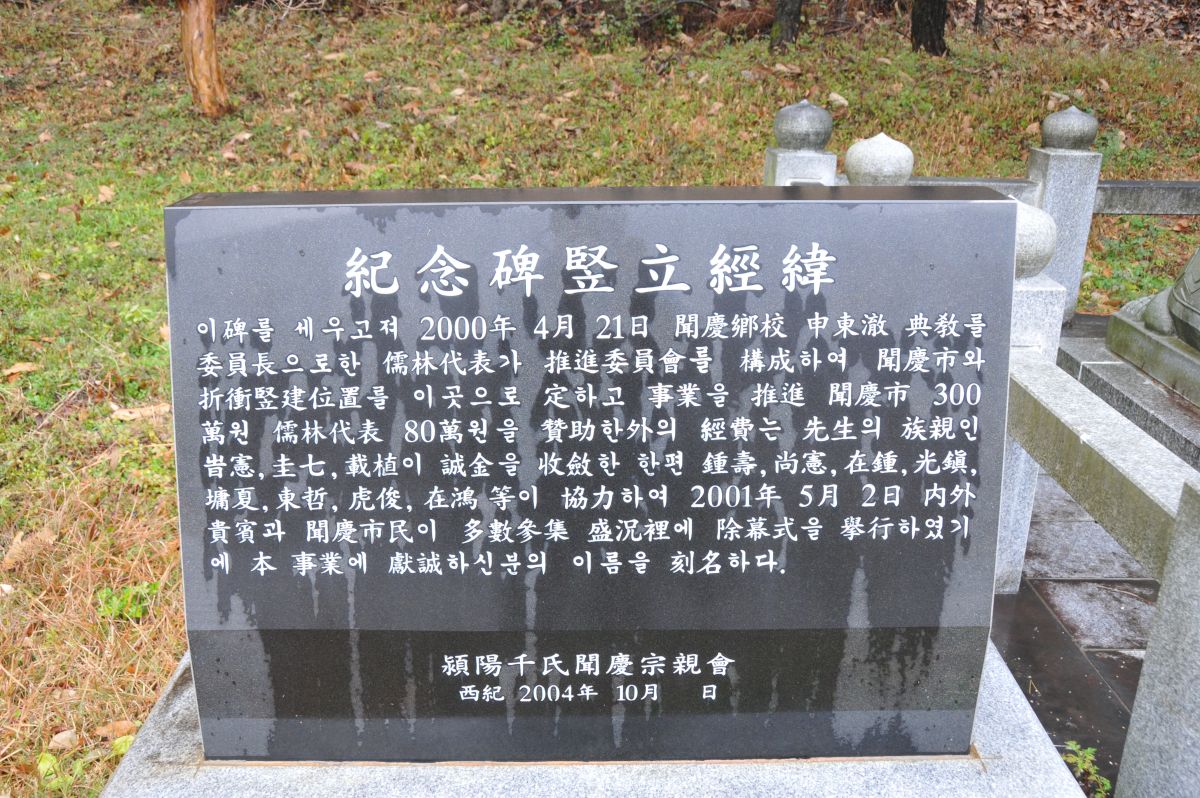 紀念碑竪立經緯
이碑를 세우고져 2000年 4月 21日 聞慶鄕校 申東澈 典敎를
委員長으로한 儒林代表가 推進委員會를 構成하여 聞慶市와
折衝竪建位置를 이곳으로 定하고 事業을 推進 聞慶市 300
萬원 儒林代表 80萬원을 贊助한外의 經費는 先生의 族親인
旹憲, 圭七, 載植이 誠金을 收斂한 한편 鍾壽, 尚憲, 在鍾, 光鎭,
墉夏, 東哲, 虎俊, 在鴻 等이 協力하여 2001年 5月 2日 内外
貴賓과 聞慶市民이 多數參集 盛況裡에 除幕式을 擧行하였기
에 本 事業에 獻誠하신분의 이름을 刻名하다.
潁陽千氏聞慶宗親會
西紀 2004年 10月 日